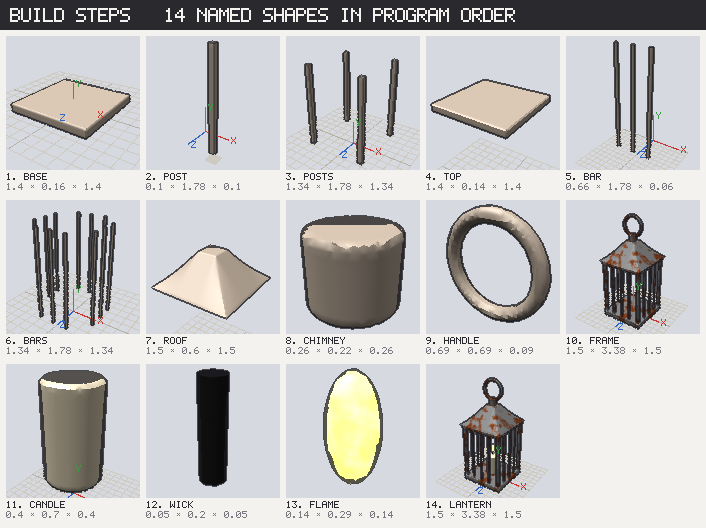 BUILD STEPS 14 NAMED SHAPES IN PROGRAM ORDER
1. BASE
1.4 × 0.16 × 1.4
2. POST
0.1 × 1.78 × 0.1
3. POSTS
1.34 × 1.78 × 1.34
4. TOP
1.4 × 0.14 × 1.4
5. BAR
0.66 × 1.78 × 0.06
6. BARS
1.34 × 1.78 × 1.34
7. ROOF
1.5 × 0.6 × 1.5
8. CHIMNEY
0.26 × 0.22 × 0.26
9. HANDLE
0.69 × 0.69 × 0.09
10. FRAME
1.5 × 3.38 × 1.5
11. CANDLE
0.4 × 0.7 × 0.4
12. WICK
0.05 × 0.2 × 0.05
13. FLAME
0.14 × 0.29 × 0.14
14. LANTERN
1.5 × 3.38 × 1.5